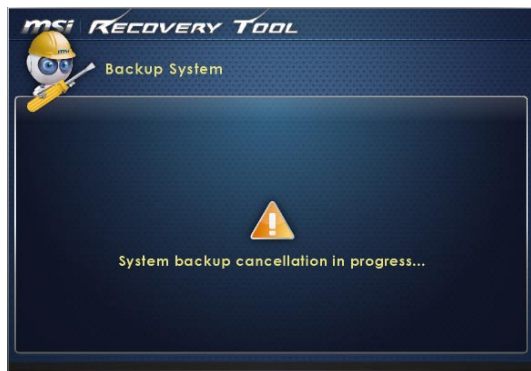 msi RECOVERY TOOL
Backup System
System backup cancellation in progress...